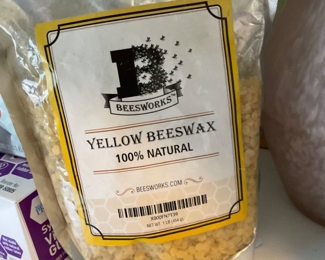 BEESWORKS
YELLOW BEESWAX
100% NATURAL
BEESWORKS.COM
NET WT. 1 LB